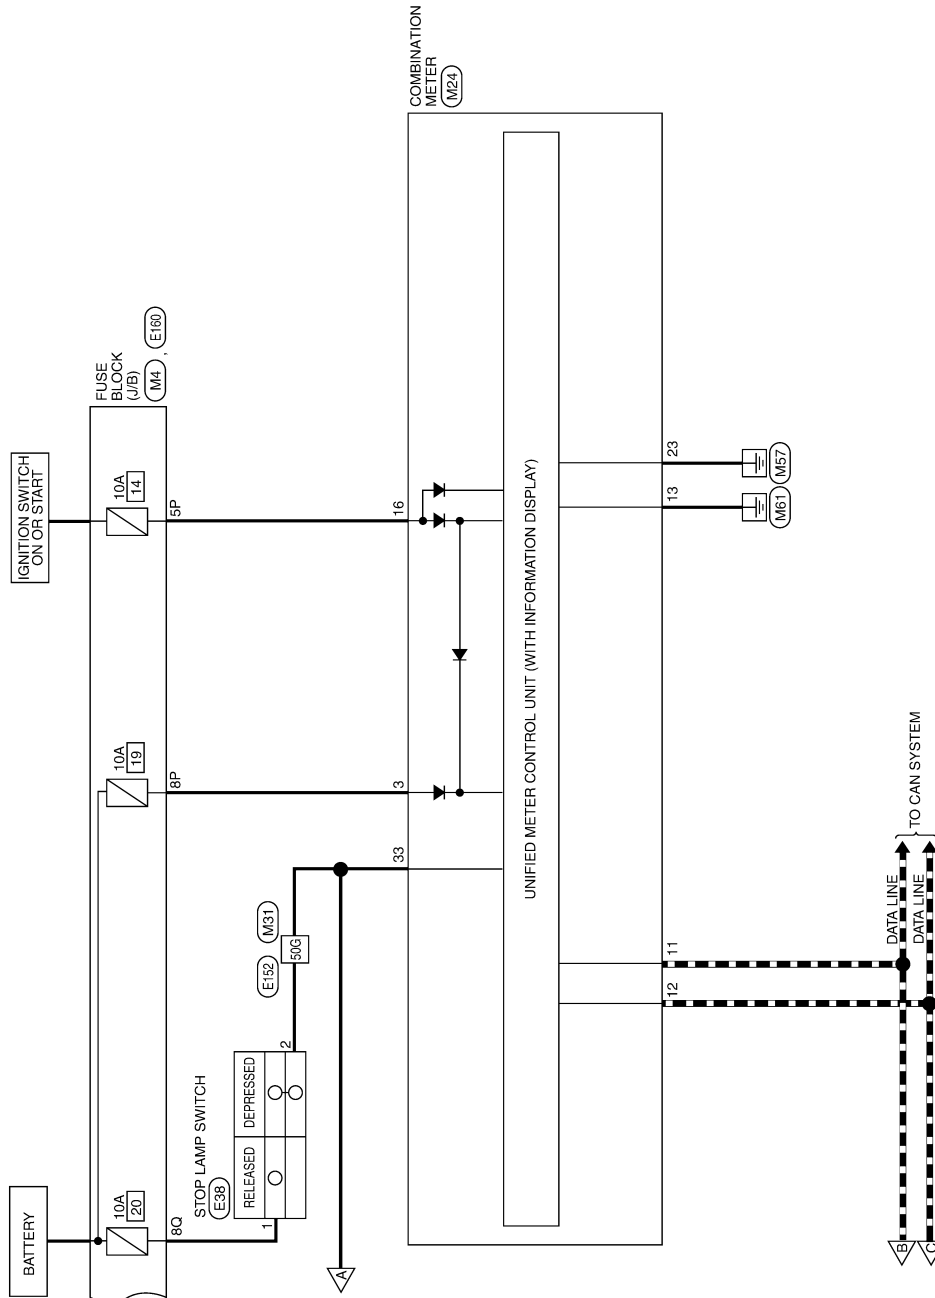 BATTERY
IGNITION SWITCH
ON OR START
10A
20
10A
19
10A
14
FUSE
BLOCK
(J/B)
M4
,
E160
8Q
8P
5P
STOP LAMP SWITCH
E38
RELEASED
DEPRESSED
1
2
E152
M31
50G
A
33
3
16
COMBINATION
METER
M24
UNIFIED METER CONTROL UNIT (WITH INFORMATION DISPLAY)
12
11
13
23
M61
M57
DATA LINE
DATA LINE
TO CAN SYSTEM
B
C